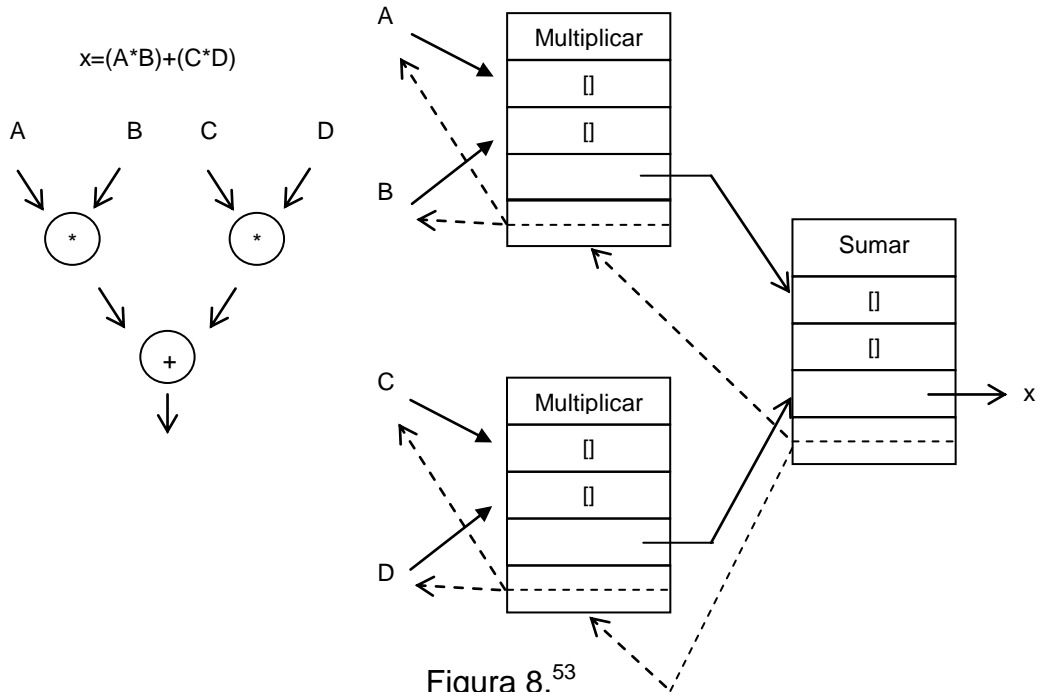 x=(A*B)+(C*D)
A B C D
* *
+
A
B
Multiplicar
[]
[]
C
D
Multiplicar
[]
[]
Sumar
[]
[]
x
Figura 8.53